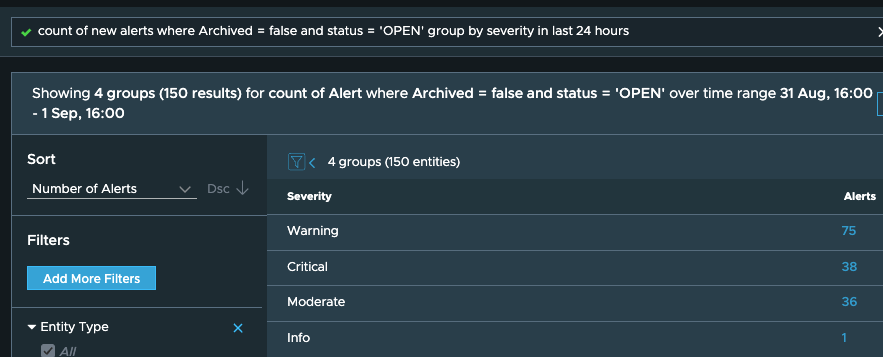 count of new alerts where Archived = false and status = 'OPEN' group by severity in last 24 hours
Showing 4 groups (150 results) for count of Alert where Archived = false and status = 'OPEN' over time range 31 Aug, 16:00
- 1 Sep, 16:00
Sort
Number of Alerts Dsc
Filters
Add More Filters
Entity Type
All
4 groups (150 entities)
Severity Alerts
Warning 75
Critical 38
Moderate 36
Info 1